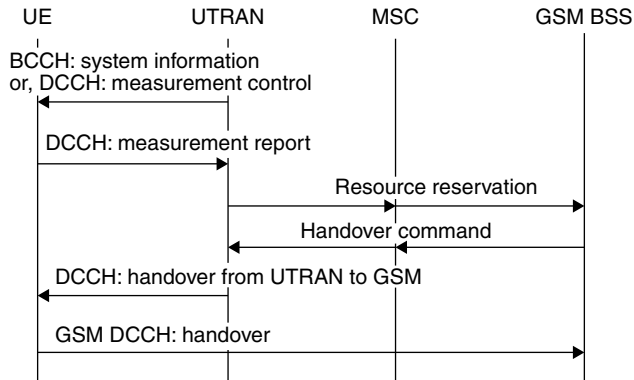 UE UTRAN MSC GSM BSS
BCCH: system information
or, DCCH: measurement control
DCCH: measurement report
Resource reservation
Handover command
DCCH: handover from UTRAN to GSM
GSM DCCH: handover